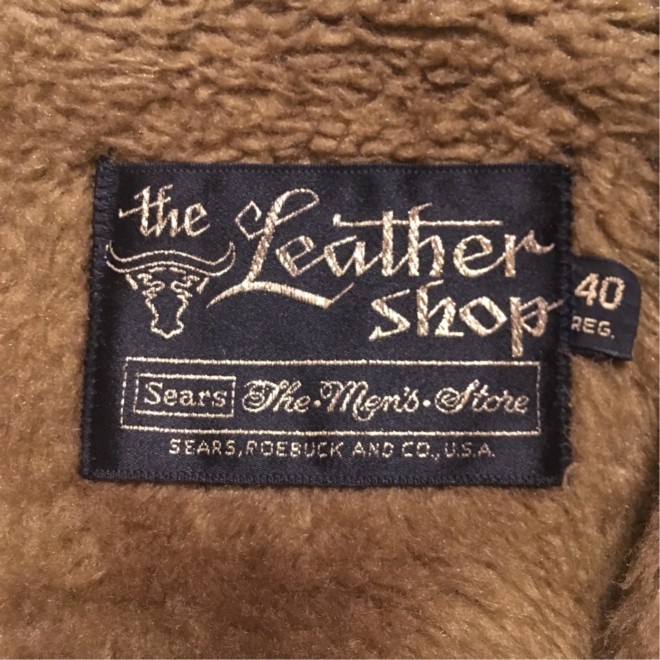 the Leather
shop
40
REG.
Sears The • Men's • Store
SEARS, ROEBUCK AND CO., U.S.A.